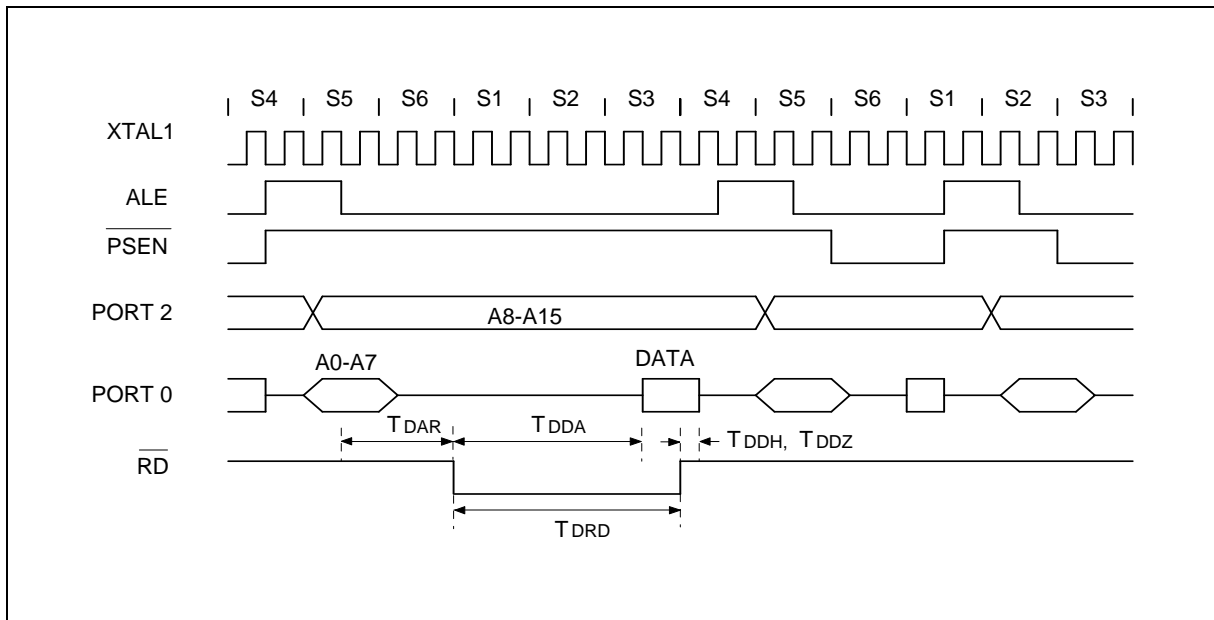 S4 S5 S6 S1 S2 S3 S4 S5 S6 S1 S2 S3
XTAL1
ALE
PSEN
PORT 2
A8-A15
A0-A7
DATA
PORT 0
TDAR
TDDA
TDDH, TDDZ
RD
TDRD